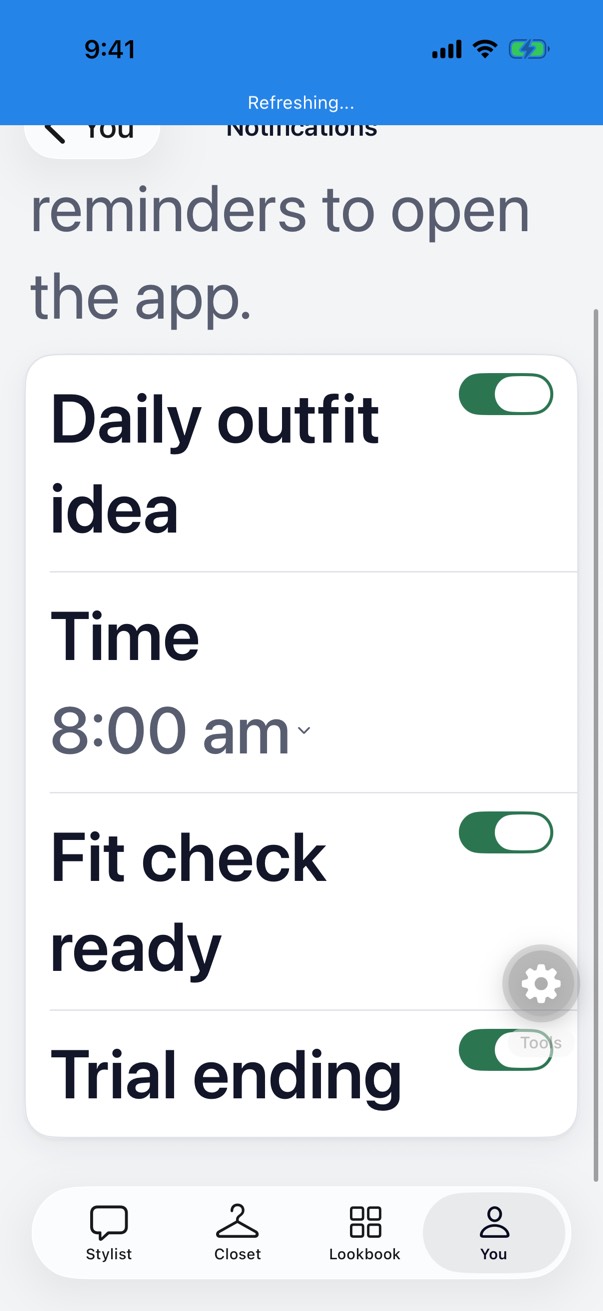 9:41
Refreshing...
You
Notifications
reminders to open
the app.
Daily outfit
idea
Time
8:00 am
Fit check
ready
Tools
Trial ending
Stylist
Closet
Lookbook
You